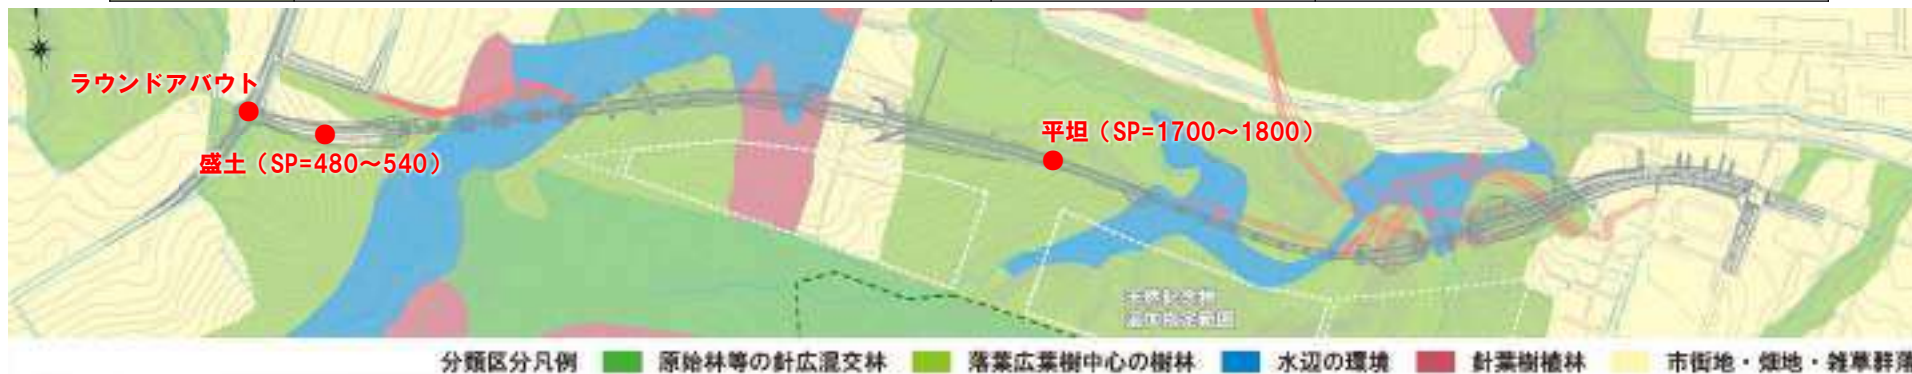 ラウンドアバウト
平坦（SP=1700～1800）
盛土（SP=480～540）
分類区分凡例 原始林等の針広混交林 落葉広葉樹中心の樹林 水辺の環境 針葉樹植林 市街地・畑地・雑草群落